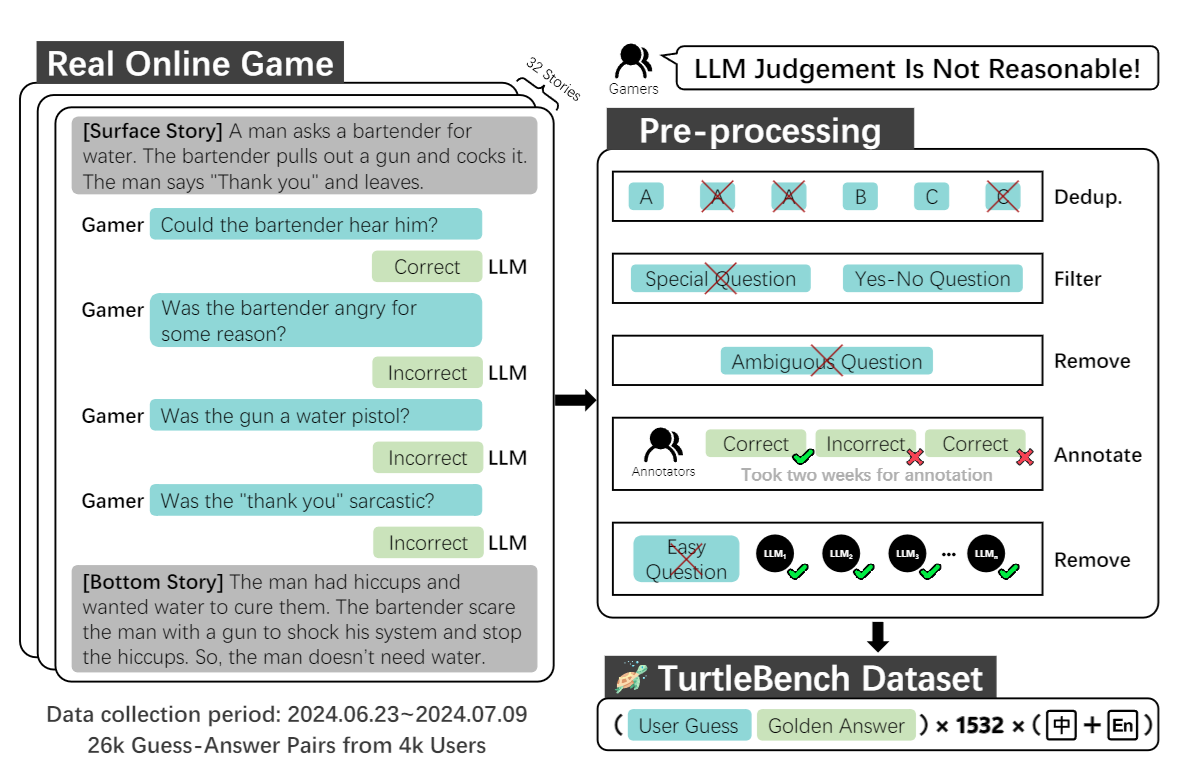 Real Online Game
32 Stories
[Surface Story] A man asks a bartender for
water. The bartender pulls out a gun and cocks it.
The man says "Thank you" and leaves.
Gamer Could the bartender hear him?
Correct LLM
Gamer Was the bartender angry for
some reason?
Incorrect LLM
Gamer Was the gun a water pistol?
Incorrect LLM
Gamer Was the "thank you" sarcastic?
Incorrect LLM
[Bottom Story] The man had hiccups and
wanted water to cure them. The bartender scare
the man with a gun to shock his system and stop
the hiccups. So, the man doesn't need water.
Data collection period: 2024.06.23~2024.07.09
26k Guess-Answer Pairs from 4k Users
Gamers
LLM Judgement Is Not Reasonable!
Pre-processing
A A A B C C Dedup.
Special Question Yes-No Question Filter
Ambiguous Question Remove
Annotators Correct Incorrect Correct Annotate
Took two weeks for annotation
Easy
Question LLM₁ LLM₂ LLM₃ ... LLMₙ Remove
TurtleBench Dataset
( User Guess Golden Answer ) × 1532 × ( 中 + En )